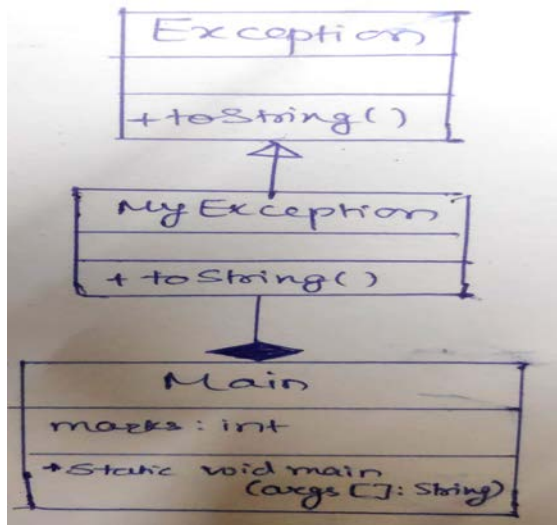 Exception
+toString()
MyException
+ toString()
Main
marks: int
+Static void main
(args []: String)